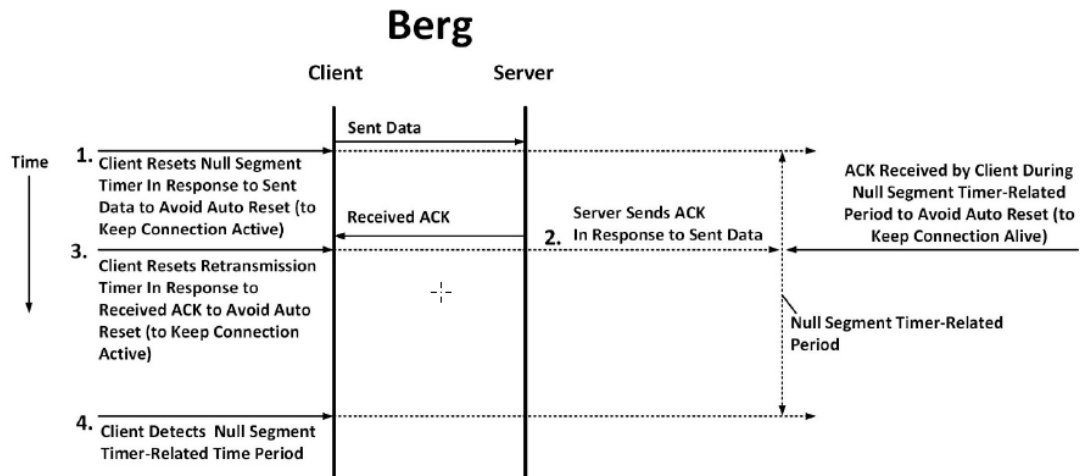 Berg
Client
Server
Sent Data
Time
1.
Client Resets Null Segment
Timer In Response to Sent
Data to Avoid Auto Reset (to
Keep Connection Active)
ACK Received by Client During
Null Segment Timer-Related
Period to Avoid Auto Reset (to
Keep Connection Alive)
Received ACK
2.
Server Sends ACK
In Response to Sent Data
3.
Client Resets Retransmission
Timer In Response to
Received ACK to Avoid Auto
Reset (to Keep Connection
Active)
Null Segment Timer-Related
Period
4.
Client Detects Null Segment
Timer-Related Time Period